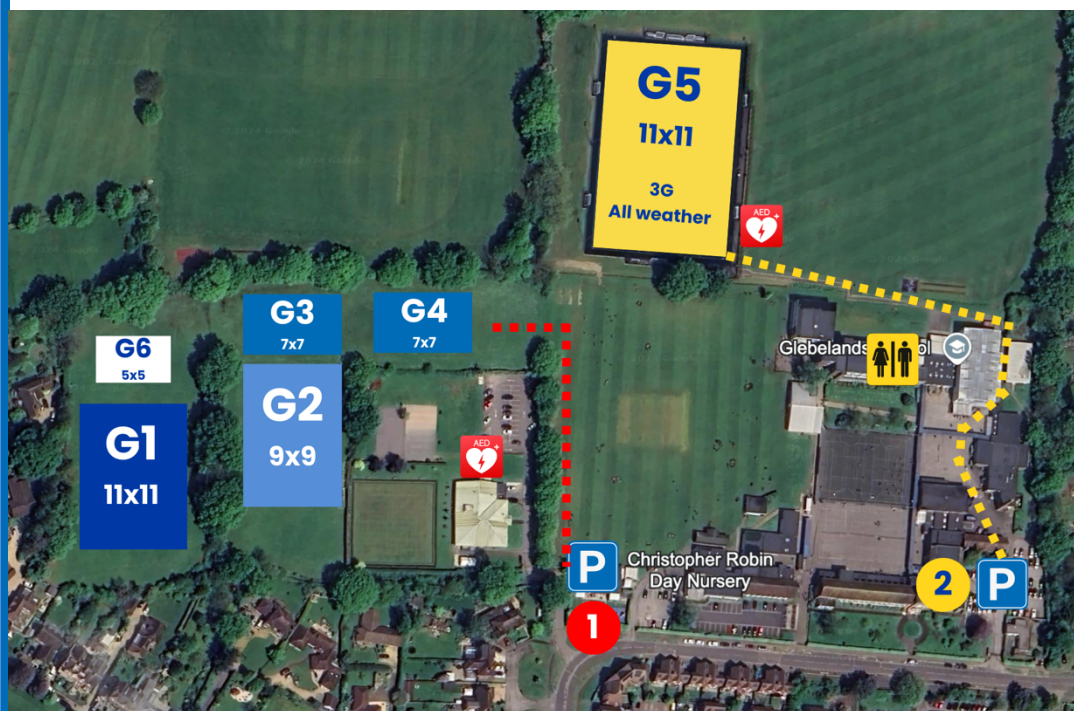 G5
11x11
3G
All weather
AED
G3
7x7
G4
7x7
G6
5x5
G2
9x9
G1
11x11
AED
P
Christopher Robin
Day Nursery
1
2
P